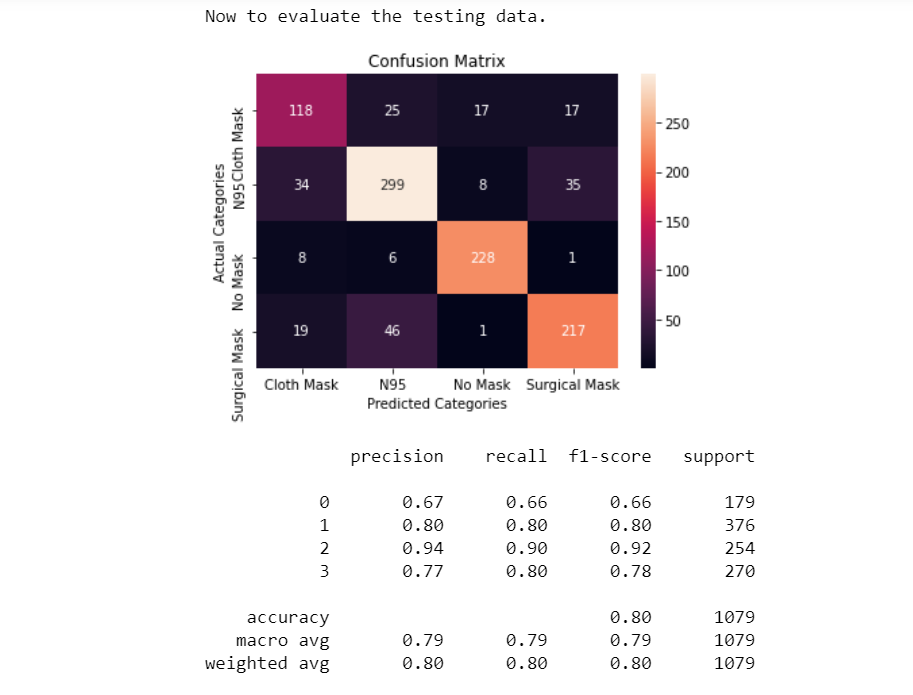 Now to evaluate the testing data.
Confusion Matrix
Actual Categories
Cloth Mask
N95
No Mask
Surgical Mask
118 25 17 17
34 299 8 35
8 6 228 1
19 46 1 217
250
200
150
100
50
Cloth Mask N95 No Mask Surgical Mask
Predicted Categories
precision recall f1-score support
0 0.67 0.66 0.66 179
1 0.80 0.80 0.80 376
2 0.94 0.90 0.92 254
3 0.77 0.80 0.78 270
accuracy 0.80 1079
macro avg 0.79 0.79 0.79 1079
weighted avg 0.80 0.80 0.80 1079